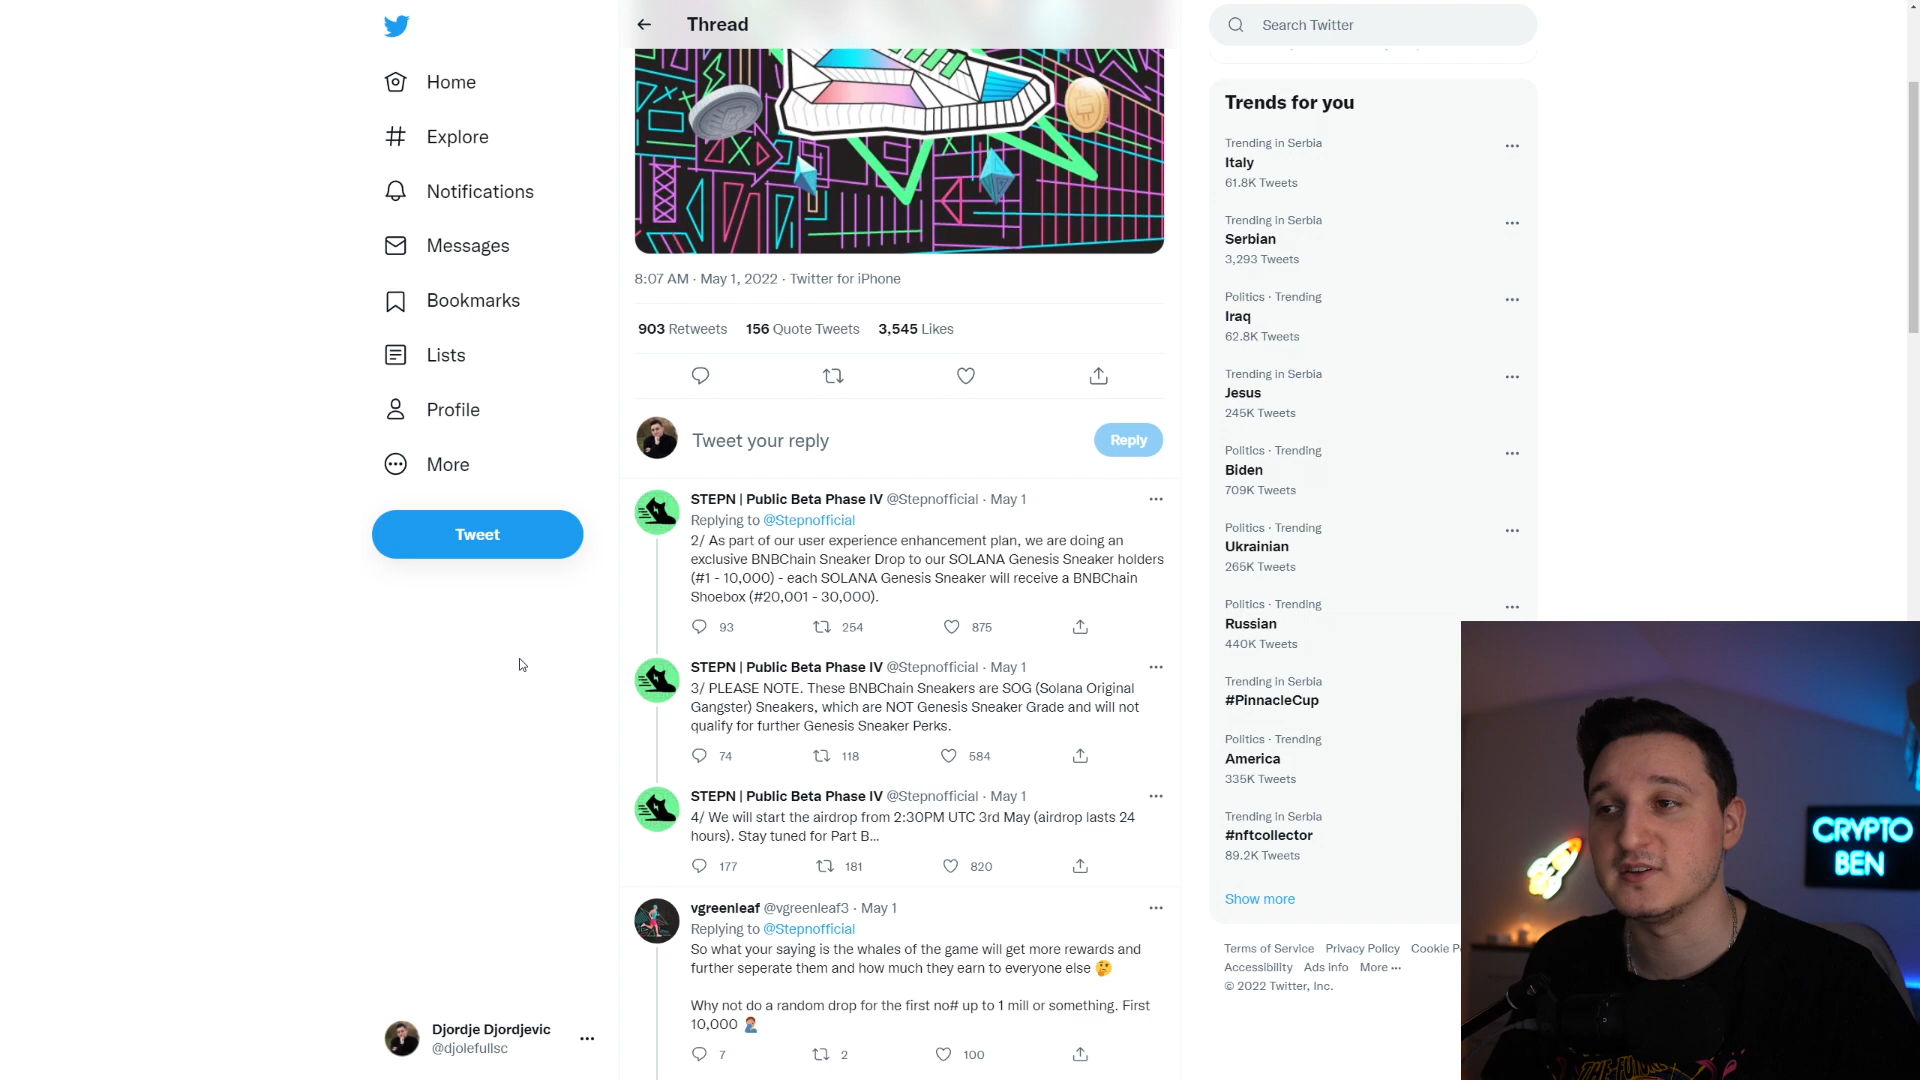 Thread
Search Twitter
Home
Explore
Notifications
Messages
Bookmarks
Lists
Profile
More
Tweet
Djordje Djordjevic
@djolefullsc
8:07 AM · May 1, 2022 · Twitter for iPhone
903 Retweets 156 Quote Tweets 3,545 Likes
Tweet your reply
Reply
STEPN | Public Beta Phase IV @Stepnofficial · May 1
Replying to @Stepnofficial
2/ As part of our user experience enhancement plan, we are doing an
exclusive BNBChain Sneaker Drop to our SOLANA Genesis Sneaker holders
(#1 - 10,000) - each SOLANA Genesis Sneaker will receive a BNBChain
Shoebox (#20,001 - 30,000).
93 254 875
STEPN | Public Beta Phase IV @Stepnofficial · May 1
3/ PLEASE NOTE. These BNBChain Sneakers are SOG (Solana Original
Gangster) Sneakers, which are NOT Genesis Sneaker Grade and will not
qualify for further Genesis Sneaker Perks.
74 118 584
STEPN | Public Beta Phase IV @Stepnofficial · May 1
4/ We will start the airdrop from 2:30PM UTC 3rd May (airdrop lasts 24
hours). Stay tuned for Part B...
177 181 820
vgreenleaf @vgreenleaf3 · May 1
Replying to @Stepnofficial
So what your saying is the whales of the game will get more rewards and
further seperate them and how much they earn to everyone else 🤔
Why not do a random drop for the first no# up to 1 mill or something. First
10,000 🤦🏽‍♂️
7 2 100
Trends for you
Trending in Serbia
Italy
61.8K Tweets
Trending in Serbia
Serbian
3,293 Tweets
Politics · Trending
Iraq
62.8K Tweets
Trending in Serbia
Jesus
245K Tweets
Politics · Trending
Biden
709K Tweets
Politics · Trending
Ukrainian
265K Tweets
Politics · Trending
Russian
440K Tweets
Trending in Serbia
#PinnacleCup
Politics · Trending
America
335K Tweets
Trending in Serbia
#nftcollector
89.2K Tweets
Show more
Terms of Service Privacy Policy Cookie P
Accessibility Ads info More ···
© 2022 Twitter, Inc.
CRYPTO
BEN